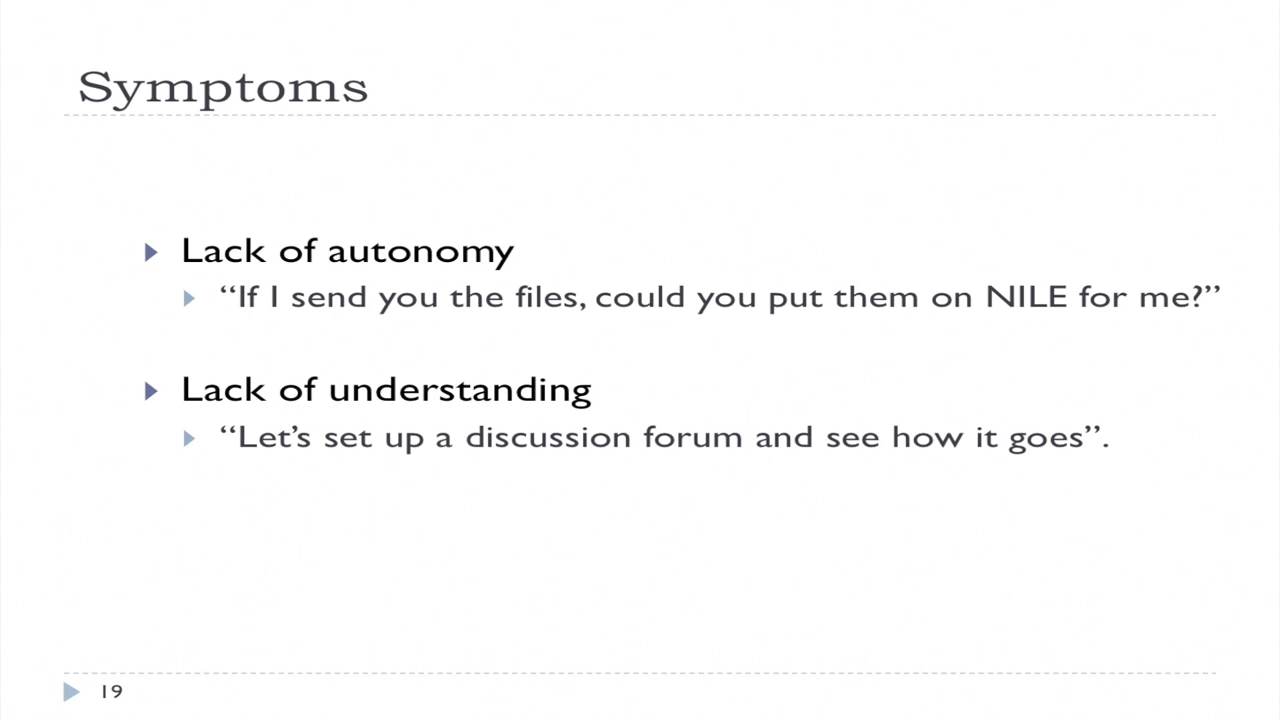 Symptoms
Lack of autonomy
“If I send you the files, could you put them on NILE for me?”
Lack of understanding
“Let’s set up a discussion forum and see how it goes”.
19